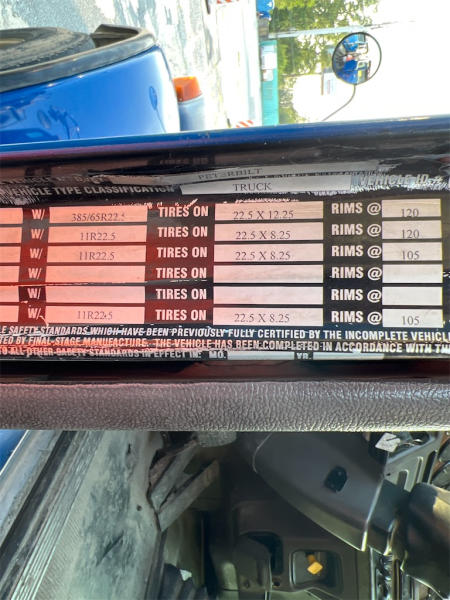 PETERBILT
VEHICLE TYPE CLASSIFICATION TRUCK VEHICLE ID #
W/ 385/65R22.5 TIRES ON 22.5 X 12.25 RIMS @ 120
W/ 11R22.5 TIRES ON 22.5 X 8.25 RIMS @ 120
W/ 11R22.5 TIRES ON 22.5 X 8.25 RIMS @ 105
W/ TIRES ON RIMS @
W/ TIRES ON RIMS @
W/ 11R22.5 TIRES ON 22.5 X 8.25 RIMS @ 105
SAFETY STANDARDS WHICH HAVE BEEN PREVIOUSLY FULLY CERTIFIED BY THE INCOMPLETE VEHICLE
BY FINAL-STAGE MANUFACTURE. THE VEHICLE HAS BEEN COMPLETED IN ACCORDANCE WITH THE
ALL OTHER SAFETY STANDARDS IN EFFECT IN: MO. YR.